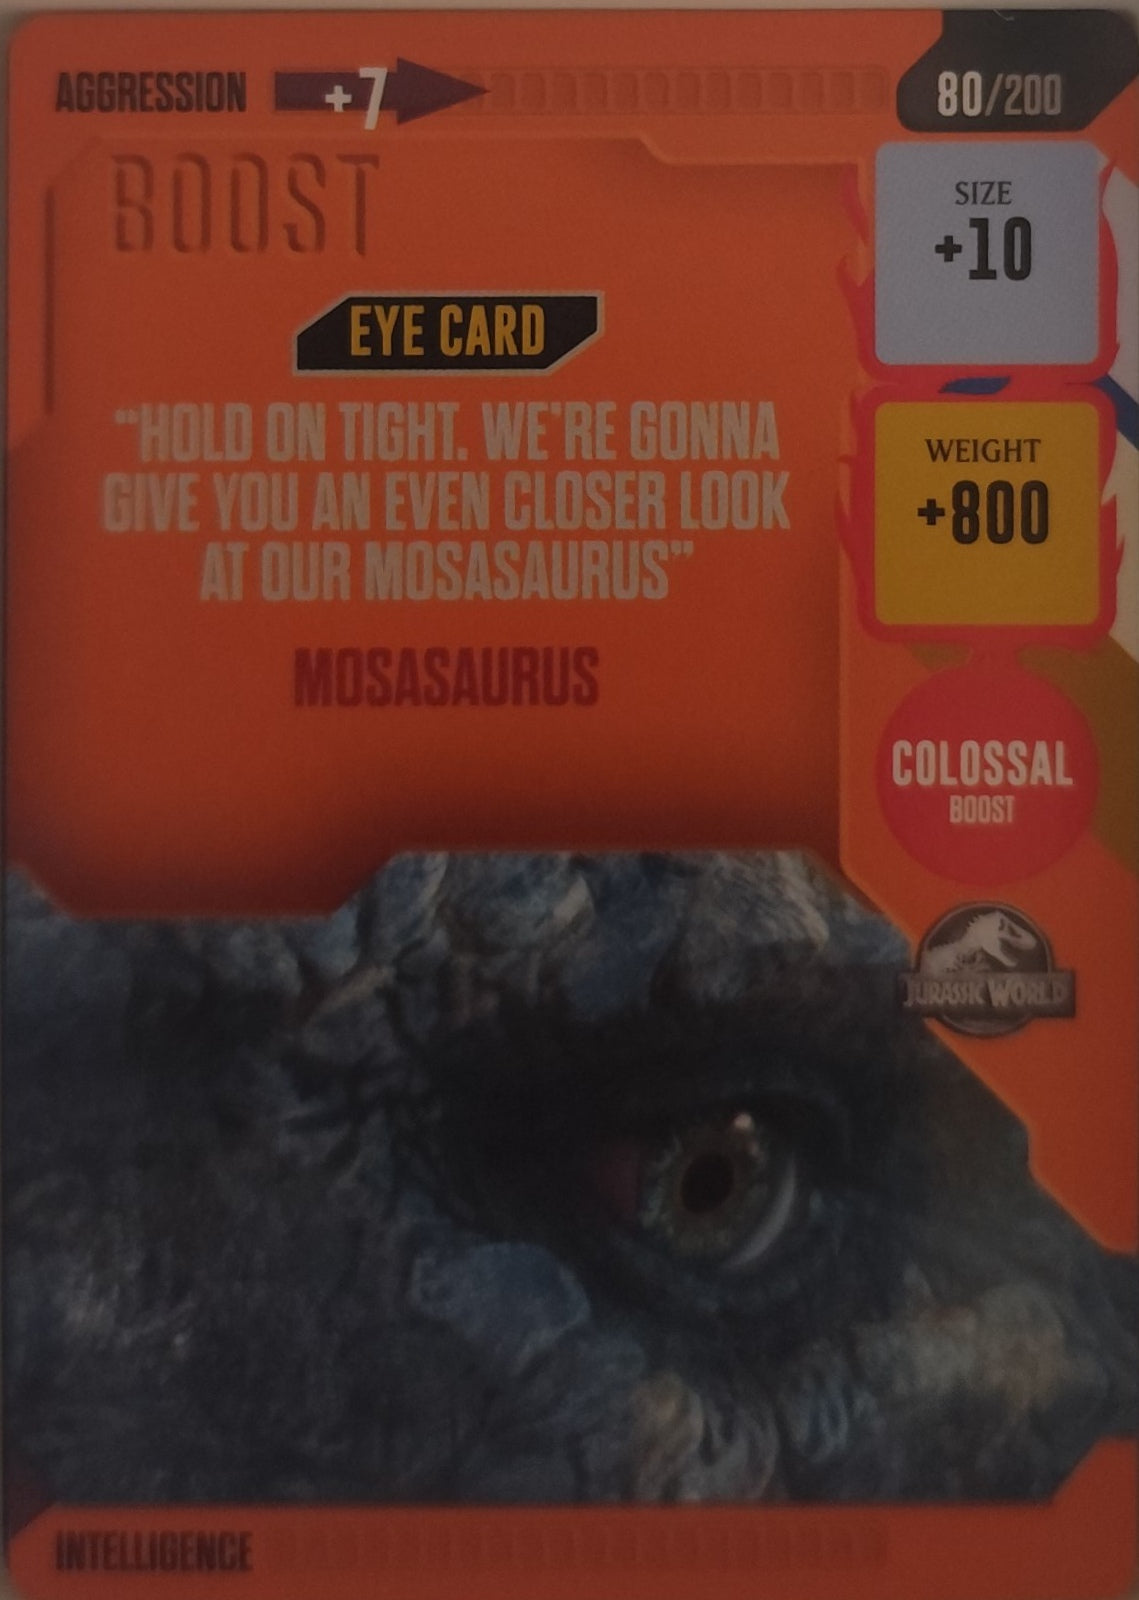 AGGRESSION +7 80/200
BOOST
SIZE
+10
EYE CARD
"HOLD ON TIGHT. WE'RE GONNA
GIVE YOU AN EVEN CLOSER LOOK
AT OUR MOSASAURUS"
MOSASAURUS
WEIGHT
+800
COLOSSAL
BOOST
JURASSIC WORLD
INTELLIGENCE